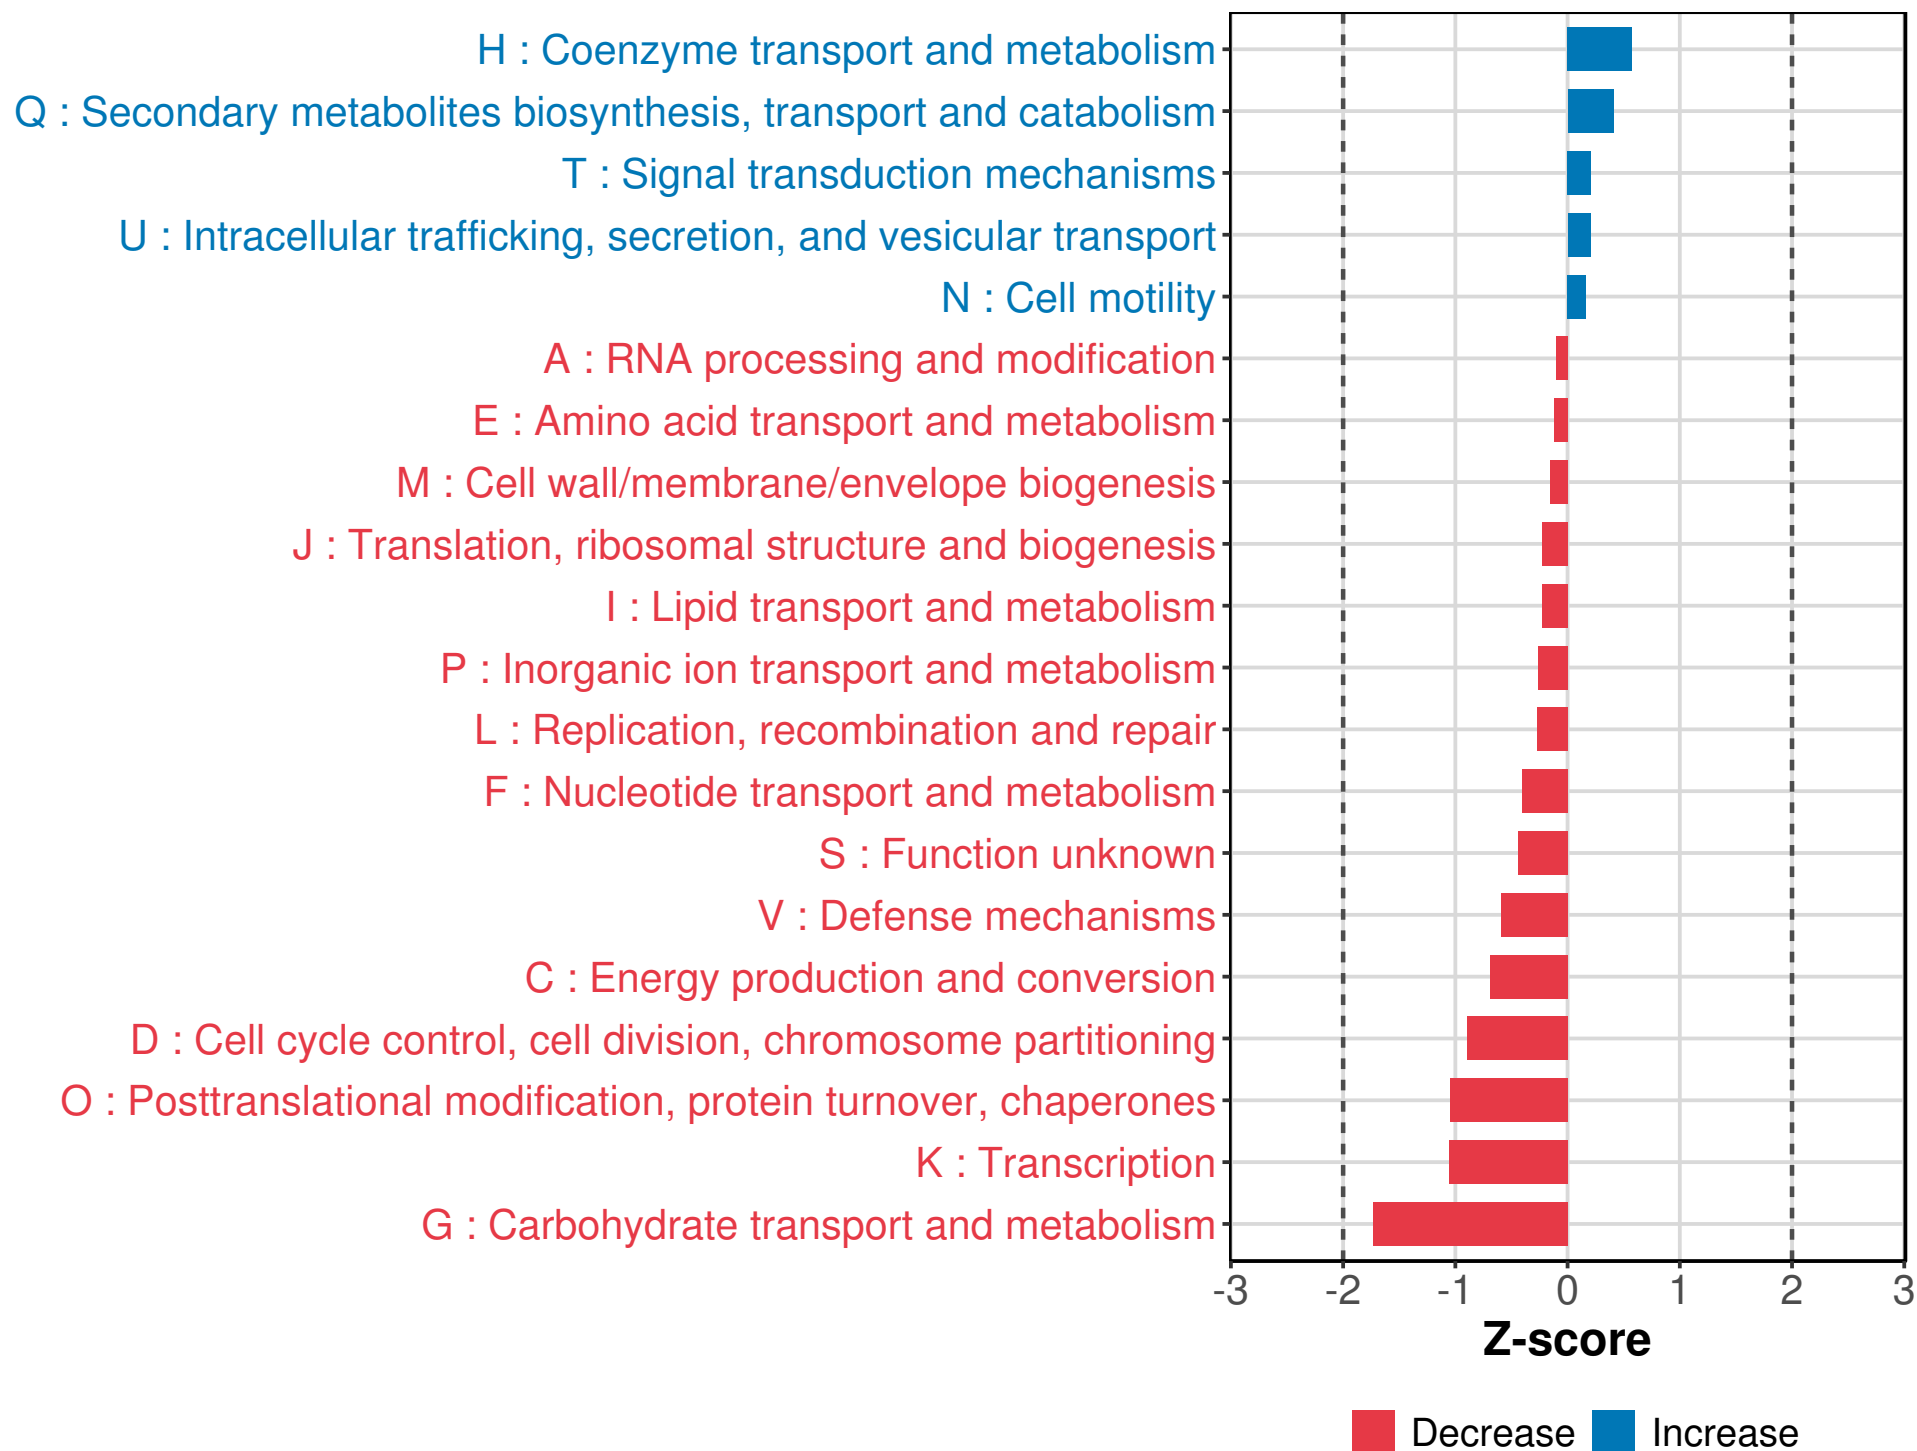 H : Coenzyme transport and metabolism
Q : Secondary metabolites biosynthesis, transport and catabolism
T : Signal transduction mechanisms
U : Intracellular trafficking, secretion, and vesicular transport
N : Cell motility
A : RNA processing and modification
E : Amino acid transport and metabolism
M : Cell wall/membrane/envelope biogenesis
J : Translation, ribosomal structure and biogenesis
I : Lipid transport and metabolism
P : Inorganic ion transport and metabolism
L : Replication, recombination and repair
F : Nucleotide transport and metabolism
S : Function unknown
V : Defense mechanisms
C : Energy production and conversion
D : Cell cycle control, cell division, chromosome partitioning
O : Posttranslational modification, protein turnover, chaperones
K : Transcription
G : Carbohydrate transport and metabolism
-3 -2 -1 0 1 2 3
Z-score
Decrease Increase